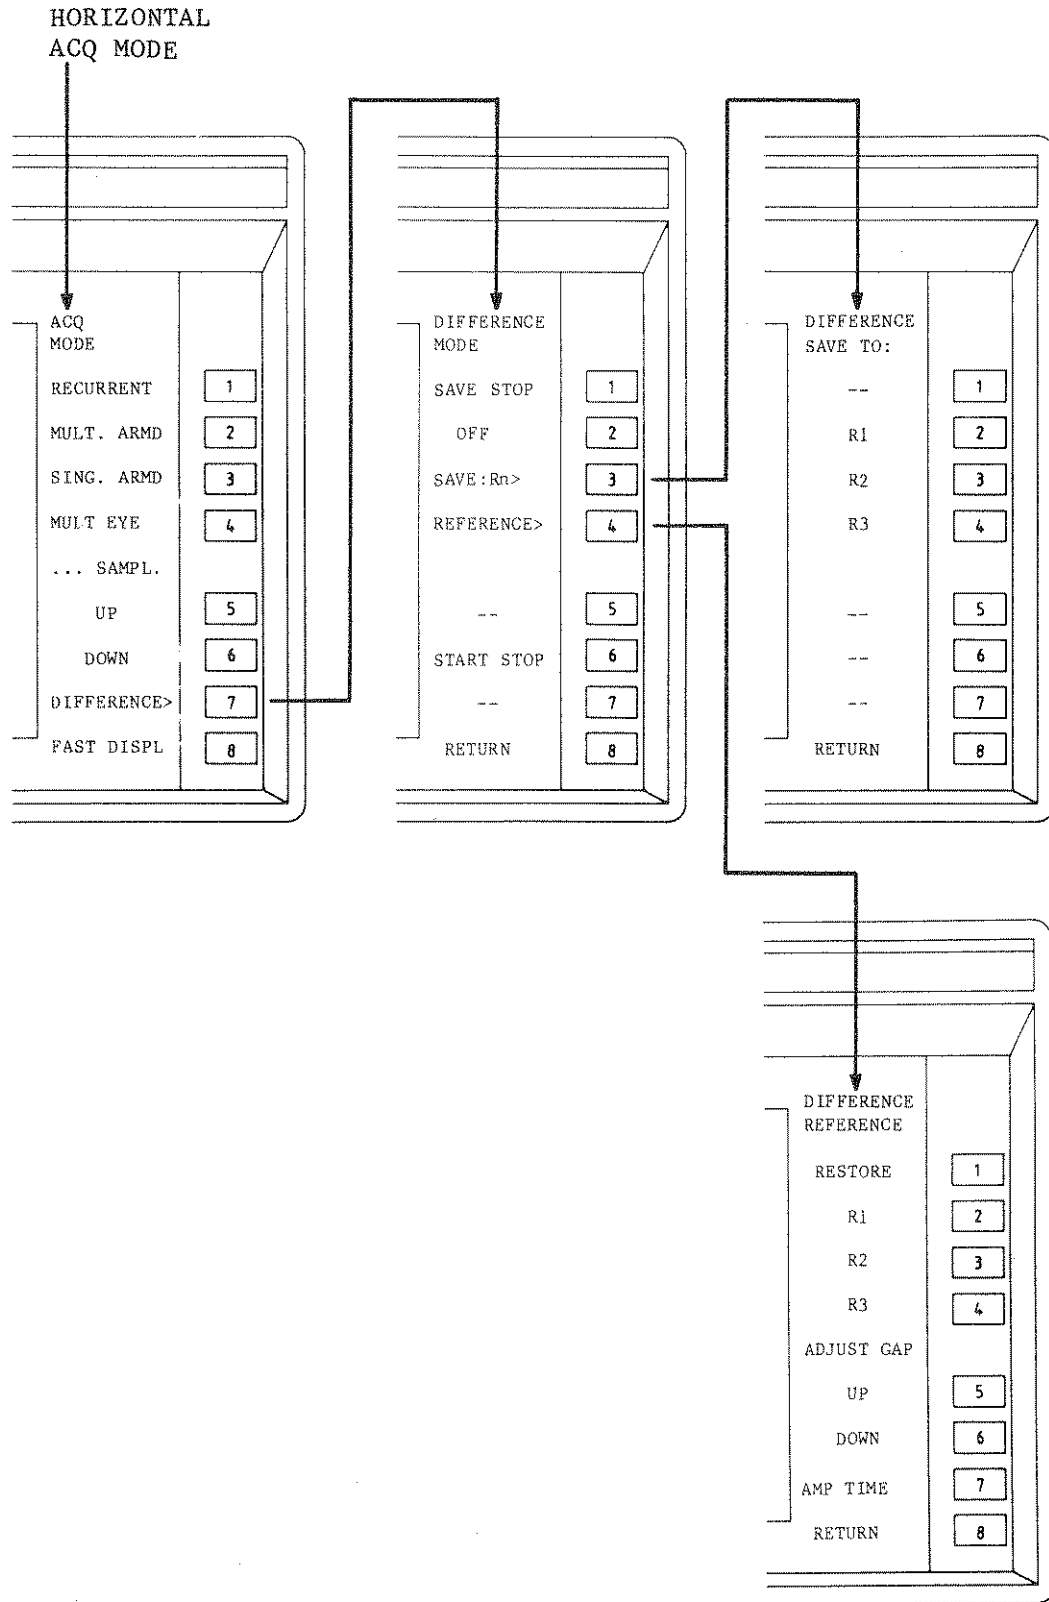 HORIZONTAL
ACQ MODE
ACQ
MODE
RECURRENT 1
MULT. ARMD 2
SING. ARMD 3
MULT EYE 4
... SAMPL.
UP 5
DOWN 6
DIFFERENCE> 7
FAST DISPL 8
DIFFERENCE
MODE
SAVE STOP 1
OFF 2
SAVE:Rn> 3
REFERENCE> 4
-- 5
START STOP 6
-- 7
RETURN 8
DIFFERENCE
SAVE TO:
-- 1
R1 2
R2 3
R3 4
-- 5
-- 6
-- 7
RETURN 8
DIFFERENCE
REFERENCE
RESTORE 1
R1 2
R2 3
R3 4
ADJUST GAP
UP 5
DOWN 6
AMP TIME 7
RETURN 8